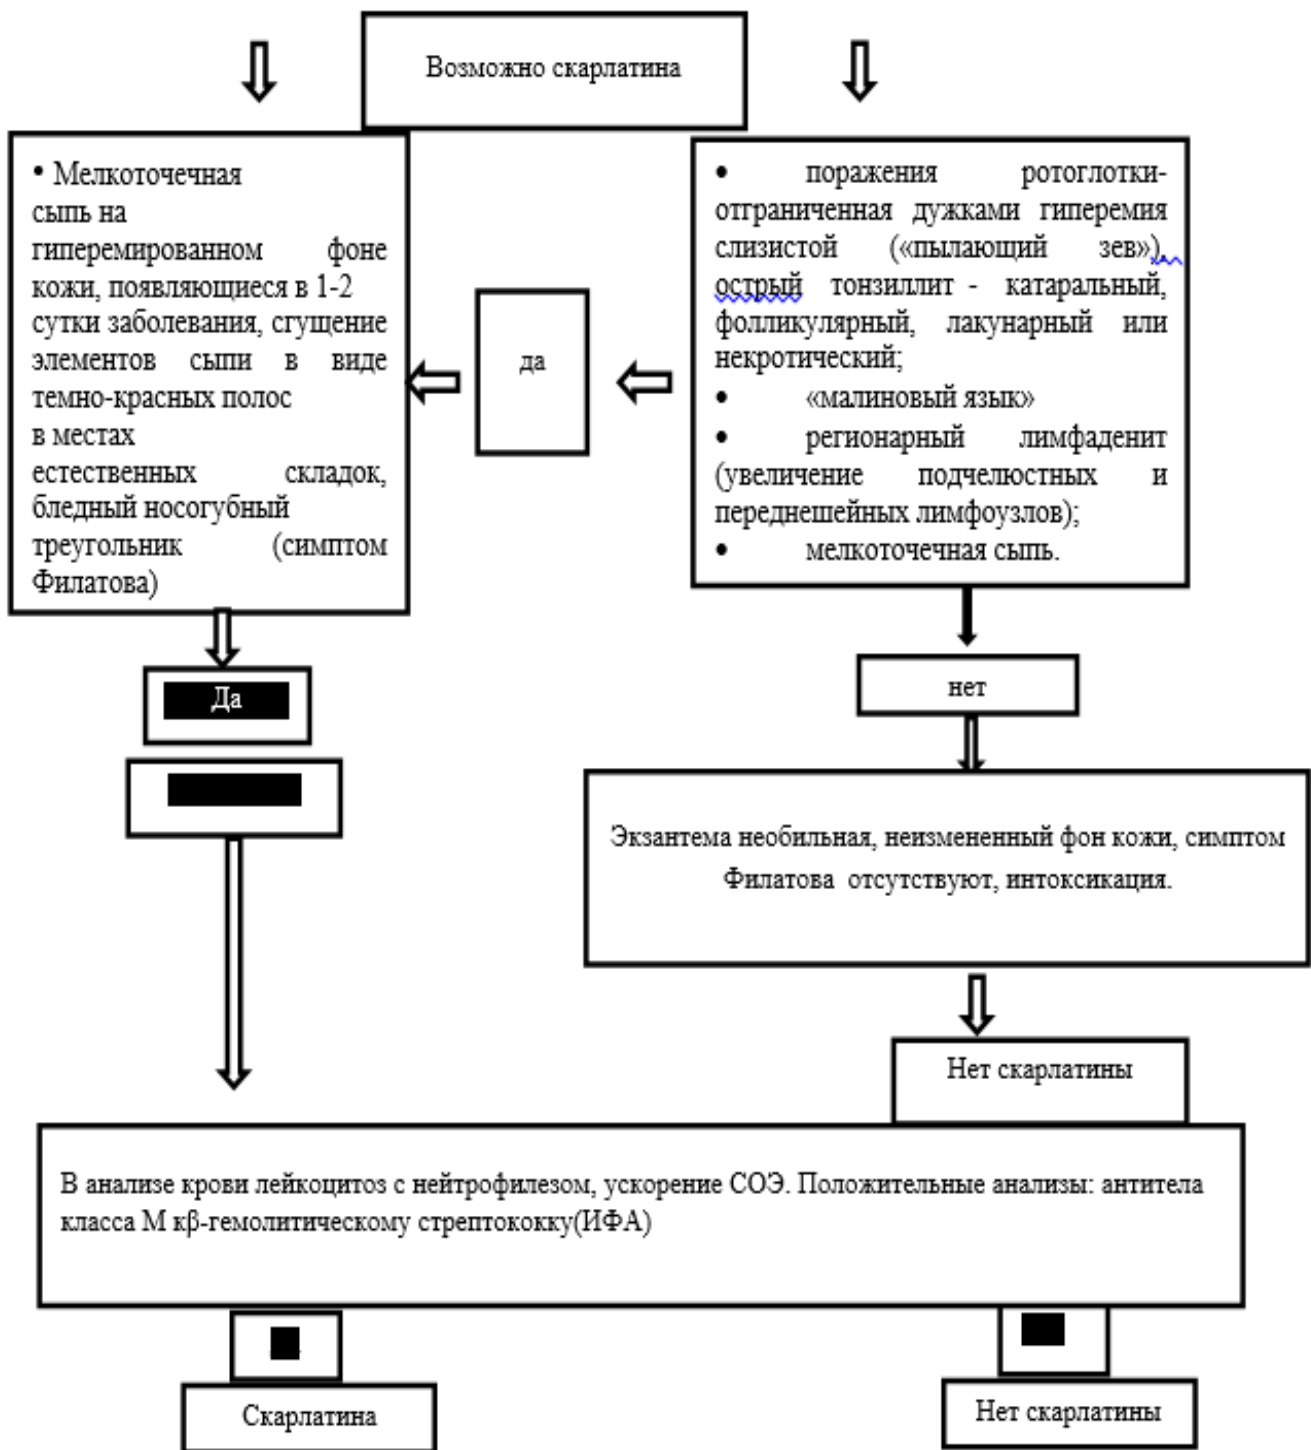 Возможно скарлатина
• Мелкоточечная
сыпь на
гиперемированном фоне
кожи, появляющиеся в 1-2
сутки заболевания, сгущение
элементов сыпи в виде
темно-красных полос
в местах
естественных складок,
бледный носогубный
треугольник (симптом
Филатова)
да
• поражения ротоглотки-
отграниченная дужками гиперемия
слизистой («пылающий зев»),
острый тонзиллит - катаральный,
фолликулярный, лакунарный или
некротический;
• «малиновый язык»
• регионарный лимфаденит
(увеличение подчелюстных и
переднешейных лимфоузлов);
• мелкоточечная сыпь.
Да
нет
Экзантема необильная, неизмененный фон кожи, симптом
Филатова отсутствуют, интоксикация.
Нет скарлатины
В анализе крови лейкоцитоз с нейтрофилезом, ускорение СОЭ. Положительные анализы: антитела
класса М кβ-гемолитическому стрептококку(ИФА)
Скарлатина
Нет скарлатины